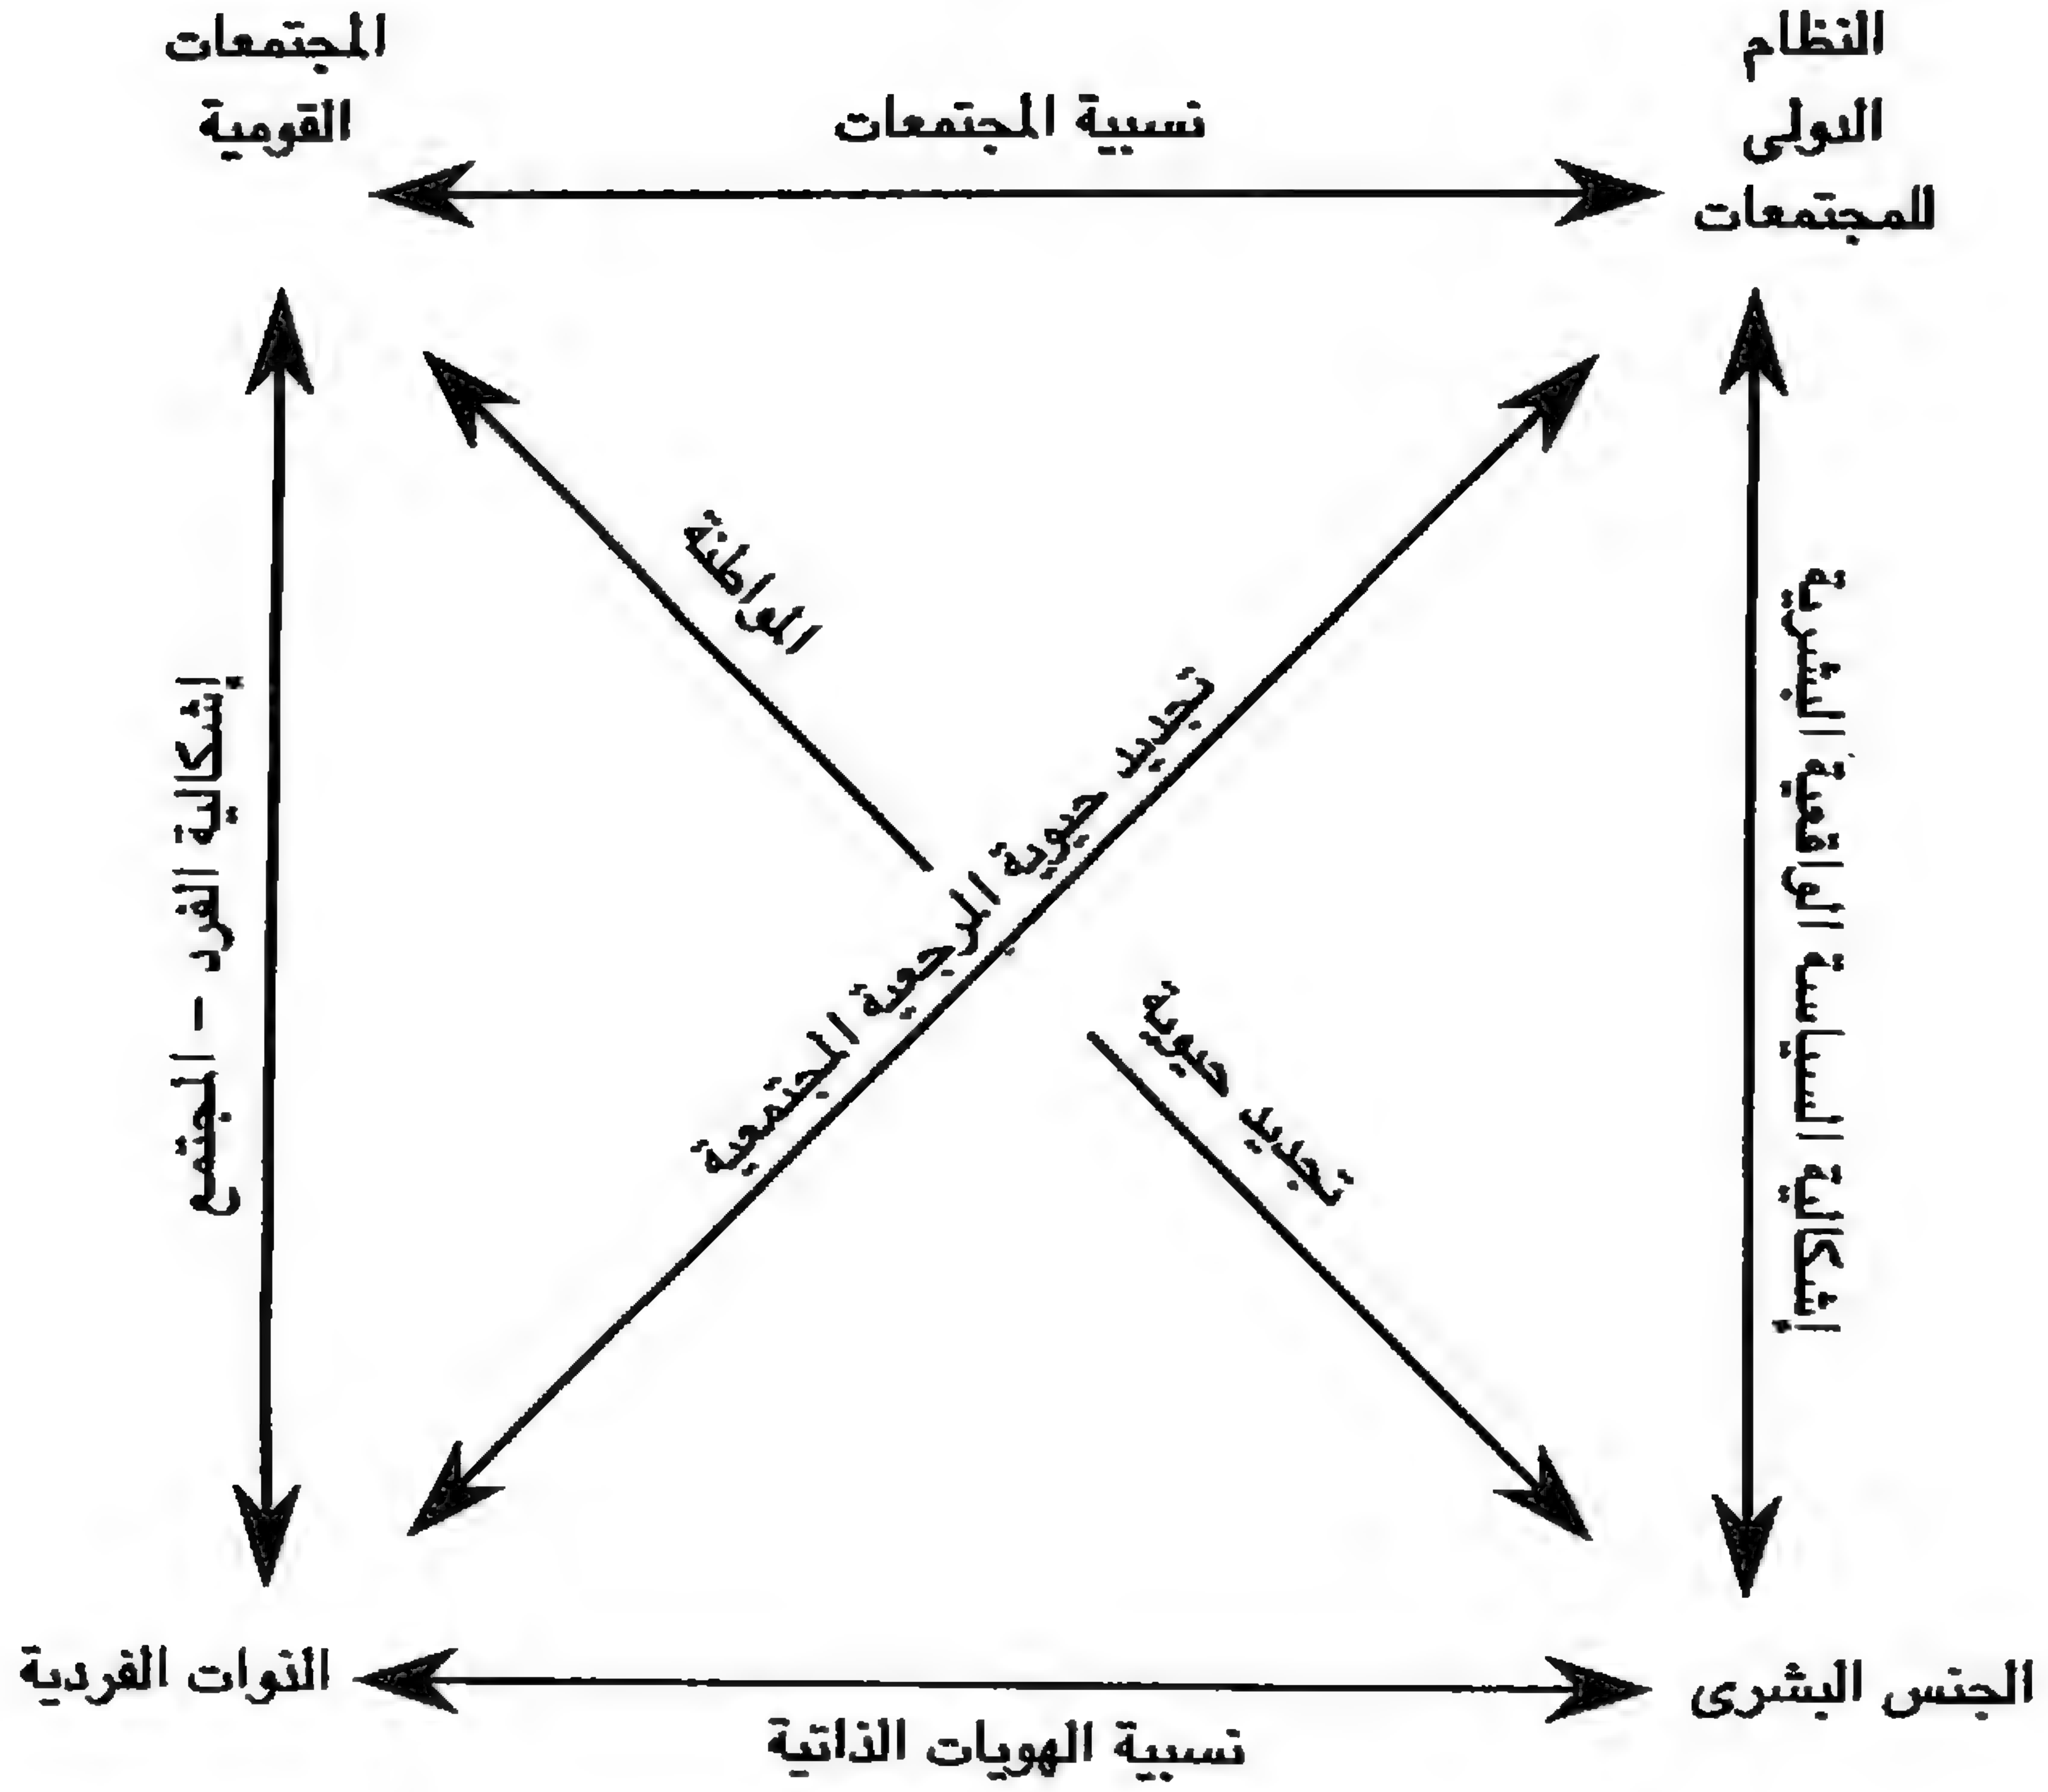 النظام
الدولى
للمجتمعات
نسبية المجتمعات
المجتمعات
القومية
إشكالية السياسة الواقعية البشرية
المواطنة
تجديد حيوية المرجعية المجتمعية
تجديد حيوية
إشكالية الفرد - المجتمع
الجنس البشرى
نسبية الهويات الذاتية
الذوات الفردية